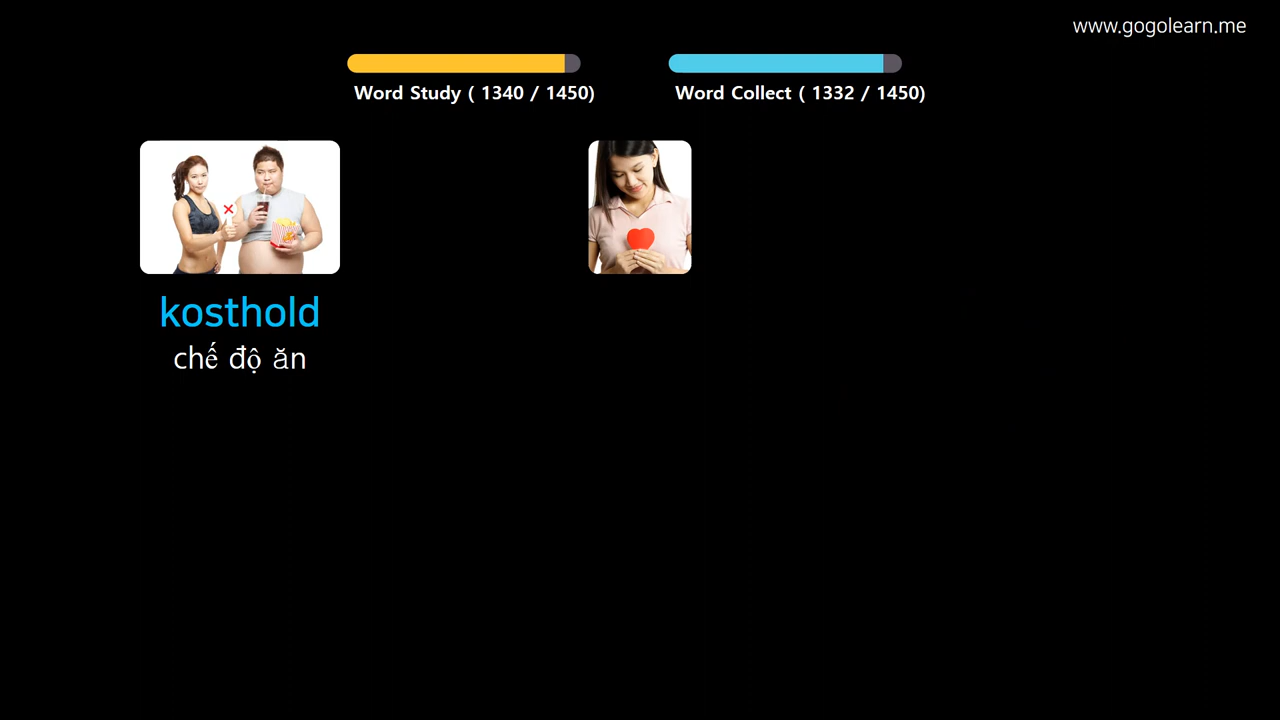 www.gogolearn.me
Word Study ( 1340 / 1450)
Word Collect ( 1332 / 1450)
kosthold
chế độ ăn